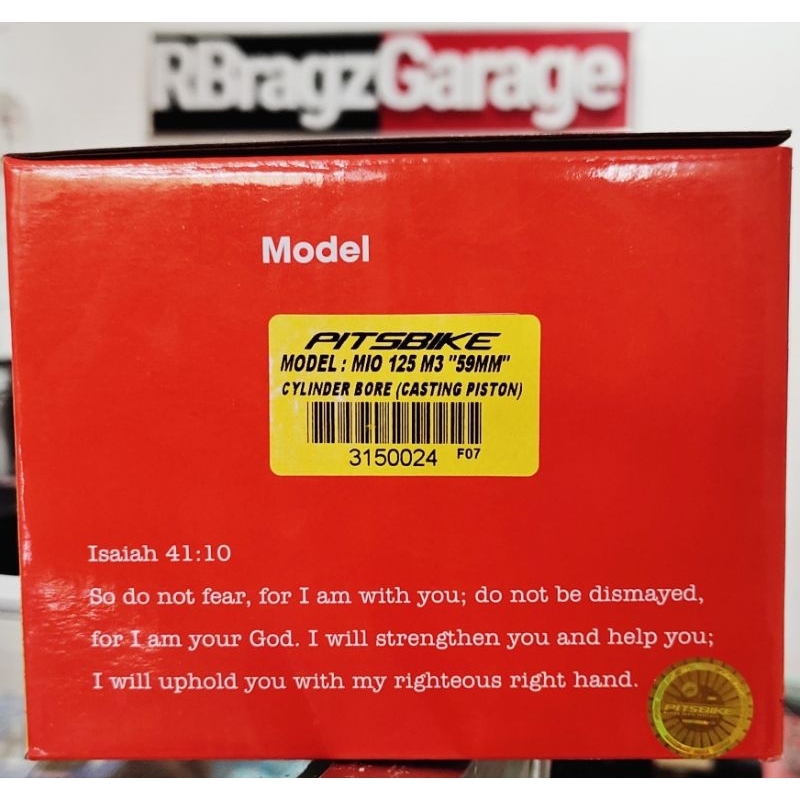 RBragzGarage
Model
PITSBIKE
MODEL : MIO 125 M3 "59MM"
CYLINDER BORE (CASTING PISTON)
3150024 F07
Isaiah 41:10
So do not fear, for I am with you; do not be dismayed,
for I am your God. I will strengthen you and help you;
I will uphold you with my righteous right hand.
PITSBIKE